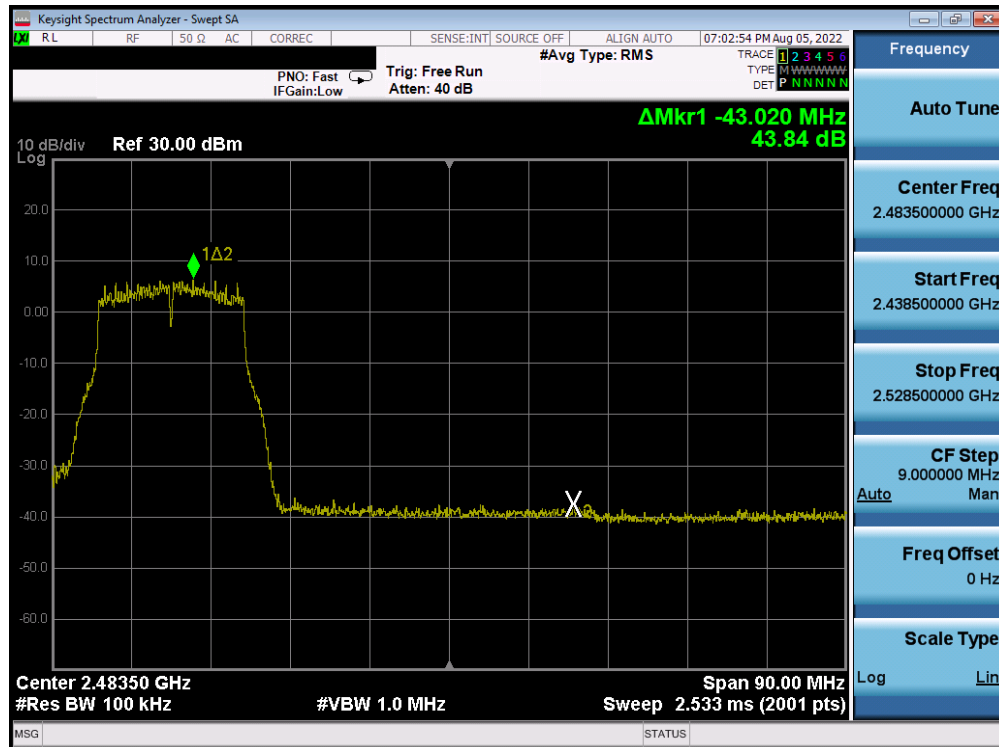 Keysight Spectrum Analyzer - Swept SA
LXI RL RF 50 Ω AC CORREC SENSE:INT SOURCE OFF ALIGN AUTO 07:02:54 PM Aug 05, 2022
#Avg Type: RMS
TRACE 1 2 3 4 5 6
TYPE M WWWWW
DET P N N N N N
PNO: Fast
IFGain:Low
Trig: Free Run
Atten: 40 dB
ΔMkr1 -43.020 MHz
43.84 dB
10 dB/div
Log
Ref 30.00 dBm
20.0
10.0
0.00
-10.0
-20.0
-30.0
-40.0
-50.0
-60.0
1Δ2
X
Center 2.48350 GHz
Span 90.00 MHz
#Res BW 100 kHz
#VBW 1.0 MHz
Sweep 2.533 ms (2001 pts)
MSG
STATUS
Frequency
Auto Tune
Center Freq
2.483500000 GHz
Start Freq
2.438500000 GHz
Stop Freq
2.528500000 GHz
CF Step
9.000000 MHz
Auto Man
Freq Offset
0 Hz
Scale Type
Log Lin